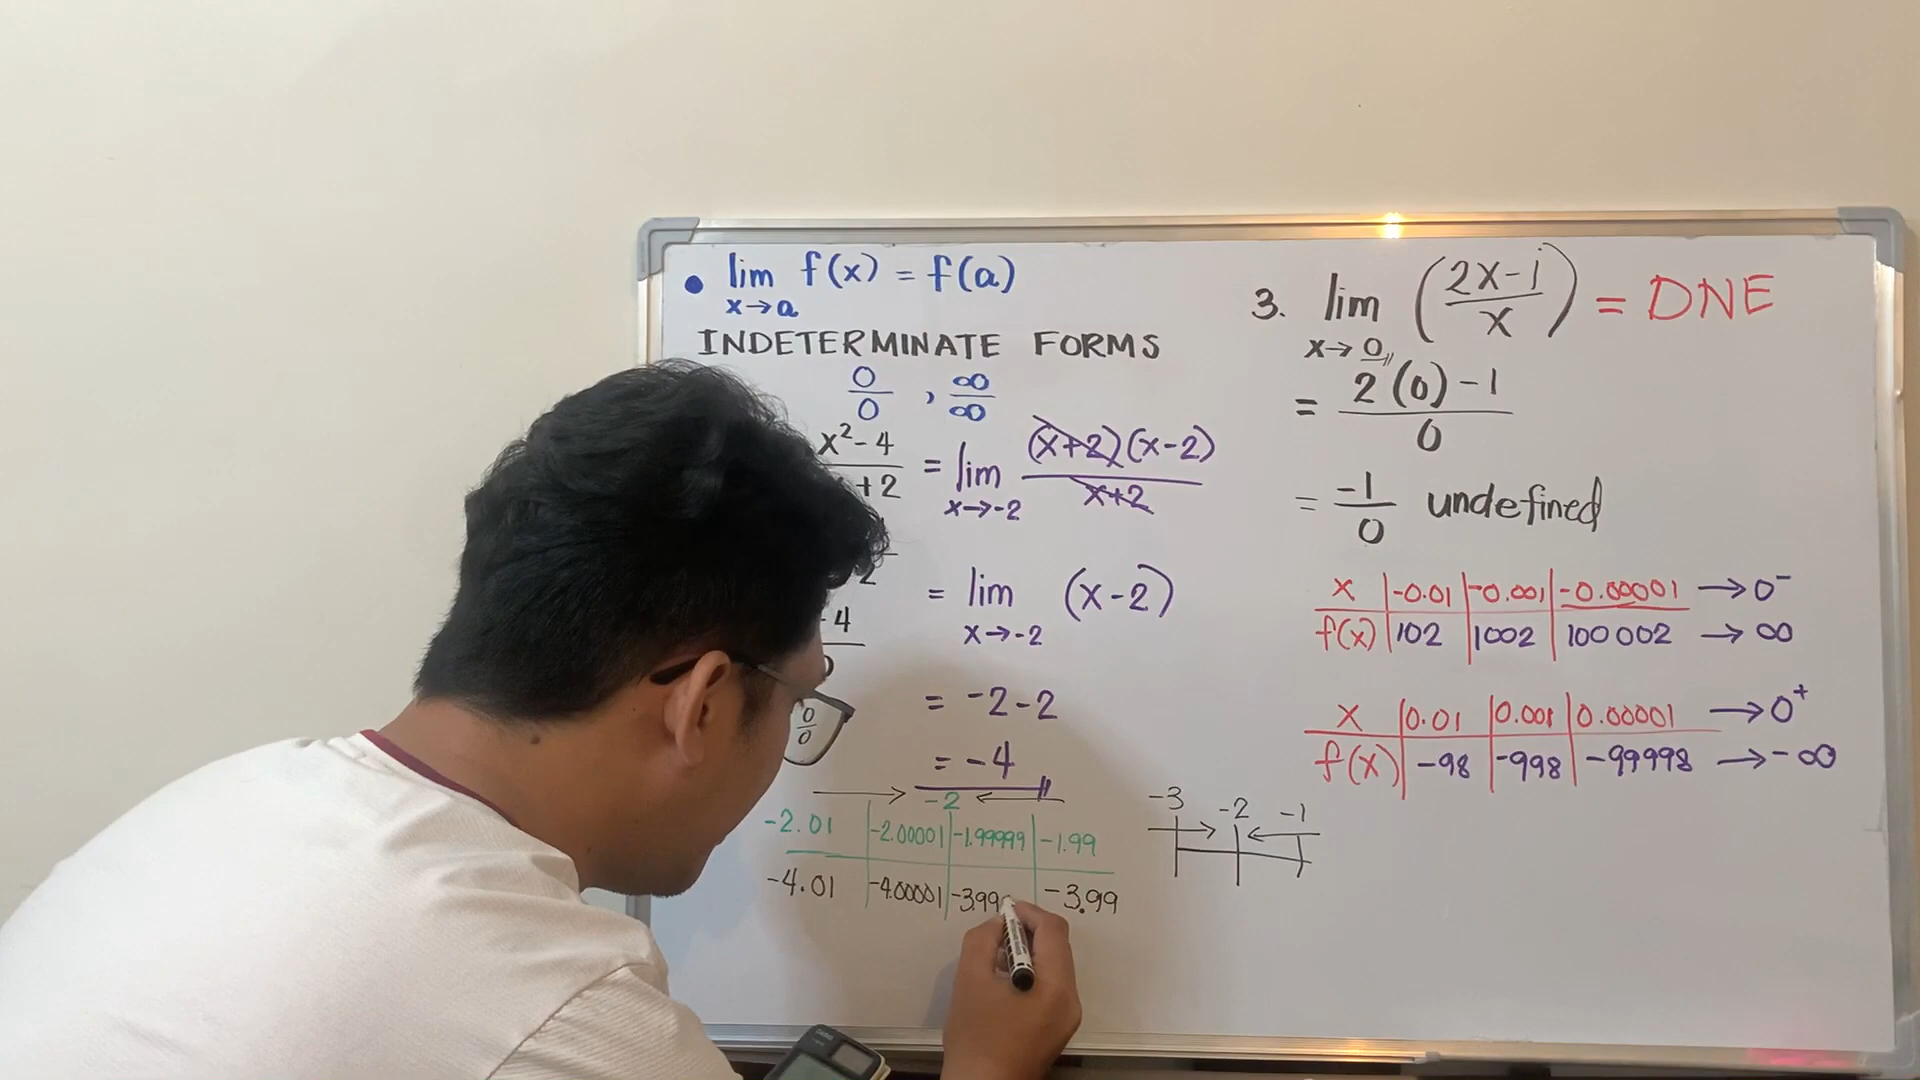 • lim f(x) = f(a)
x→a
INDETERMINATE FORMS
0/0 , ∞/∞
x²-4 / +2 = lim (x+2)(x-2) / x+2
x→-2
= lim (x-2)
x→-2
-4
= -2-2
0/0
= -4
-2
-2.01 | -2.00001 | -1.99999 | -1.99
-4.01 | -4.00001 | -3.99 | -3.99
-3 -2 -1
3. lim (2x-1 / x) = DNE
x→0
= 2(0)-1 / 0
= -1/0 undefined
x | -0.01 | -0.001 | -0.00001 → 0⁻
f(x) | 102 | 1002 | 100 002 → ∞
x | 0.01 | 0.001 | 0.00001 → 0⁺
f(x) | -98 | -998 | -99998 → -∞